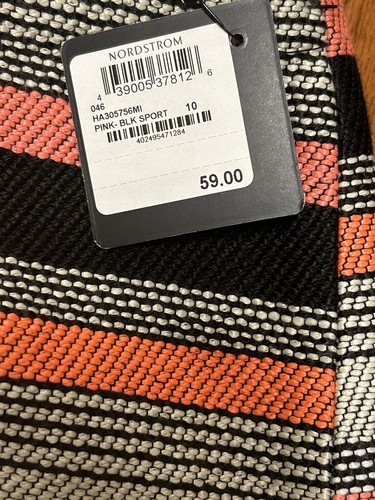 NORDSTROM
4 39005 37812 6
046
HA305756MI
PINK- BLK SPORT 10
402495471284
59.00